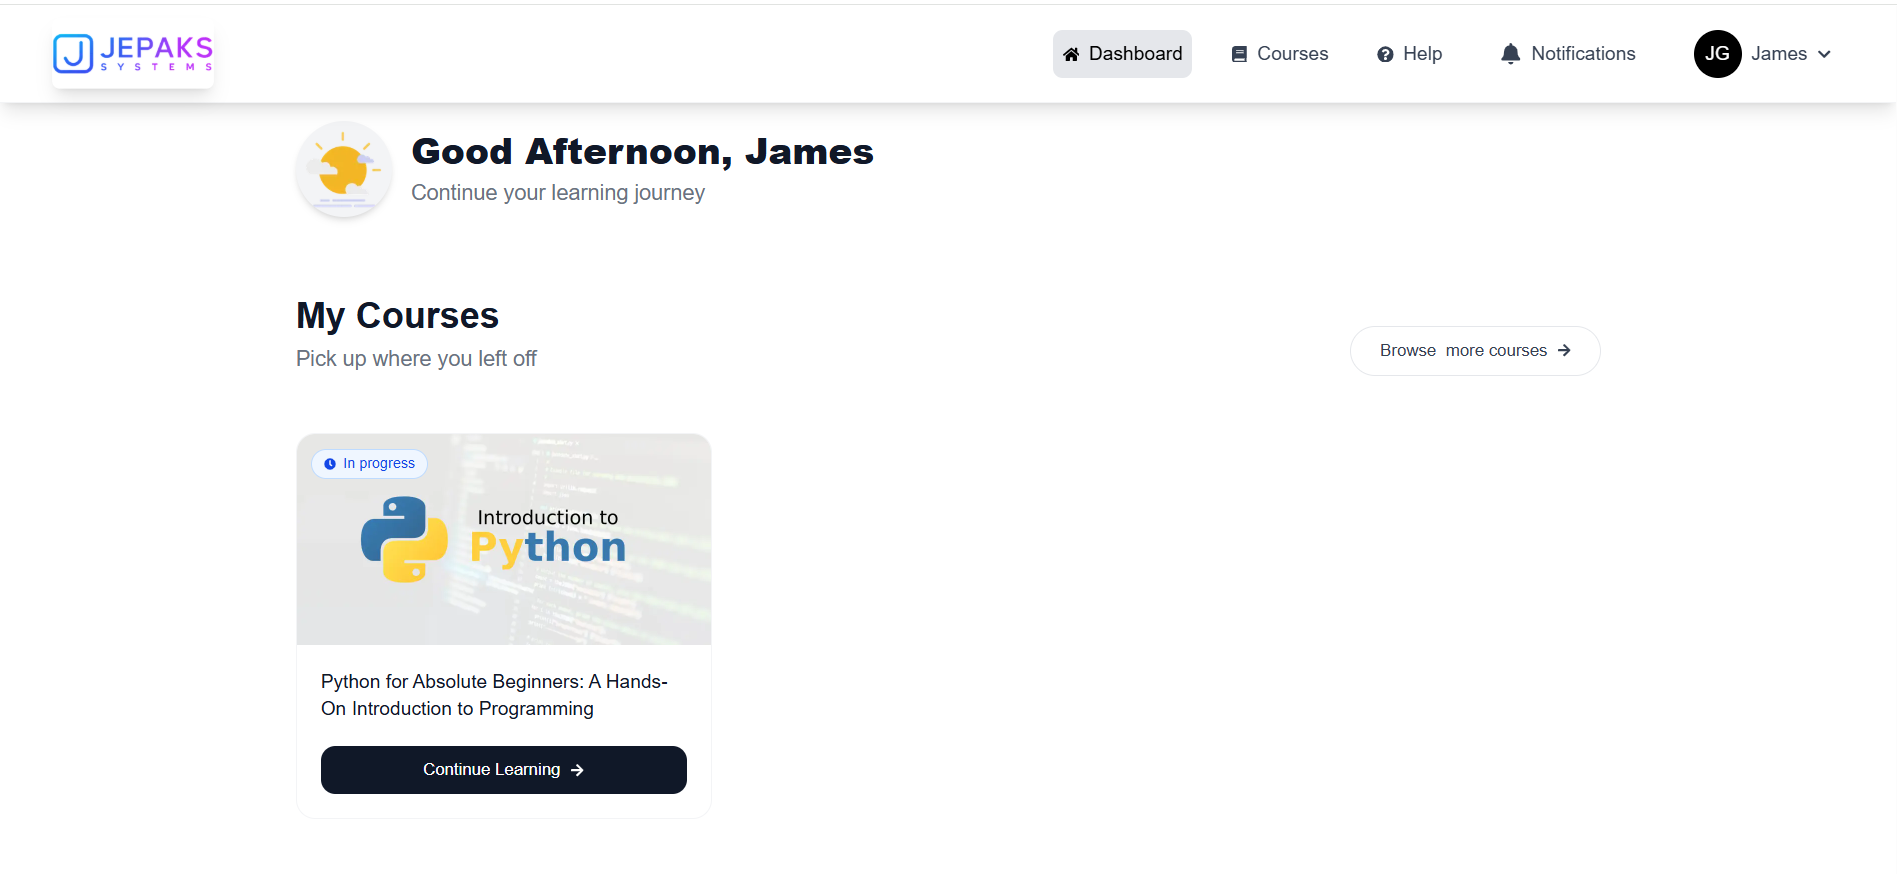 JEPAKS
SYSTEMS
Dashboard
Courses
Help
Notifications
JG
James
Good Afternoon, James
Continue your learning journey
My Courses
Pick up where you left off
Browse more courses
In progress
Introduction to
Python
Python for Absolute Beginners: A Hands-
On Introduction to Programming
Continue Learning